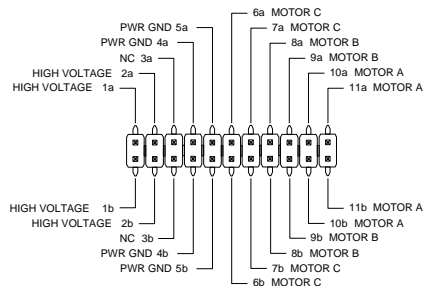 6a MOTOR C
PWR GND 5a 7a MOTOR C
PWR GND 4a 8a MOTOR B
NC 3a 9a MOTOR B
HIGH VOLTAGE 2a 10a MOTOR A
HIGH VOLTAGE 1a 11a MOTOR A
HIGH VOLTAGE 1b 11b MOTOR A
HIGH VOLTAGE 2b 10b MOTOR A
NC 3b 9b MOTOR B
PWR GND 4b 8b MOTOR B
PWR GND 5b 7b MOTOR C
6b MOTOR C